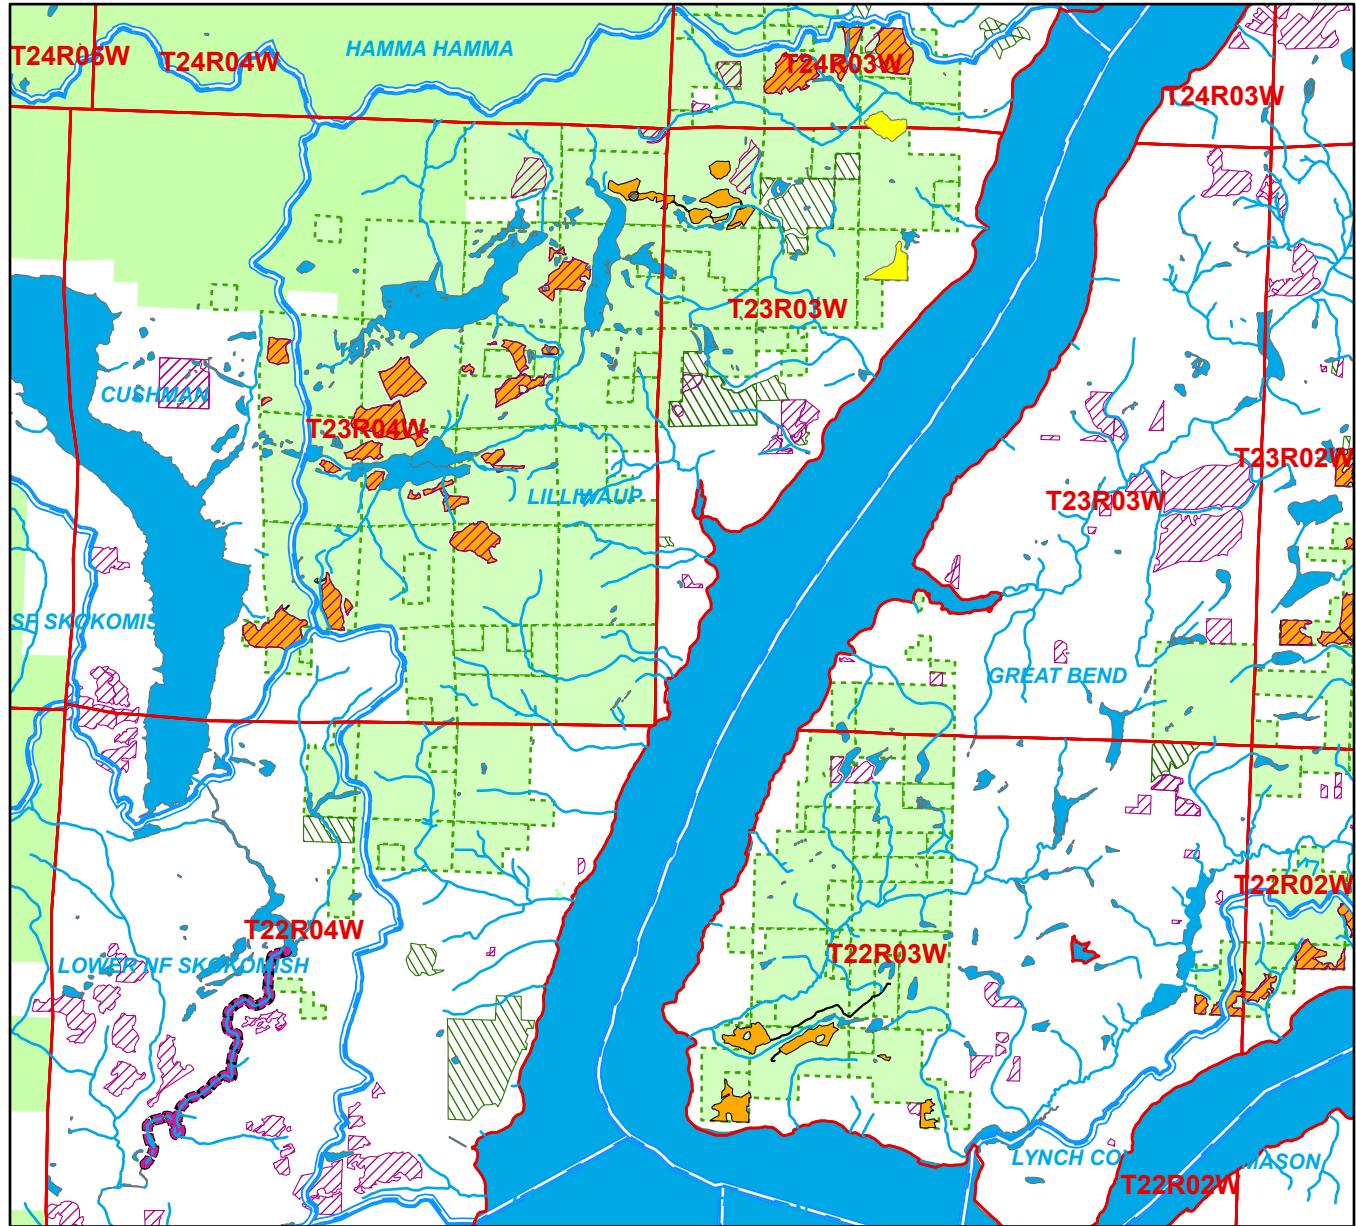 HAMMA HAMMA
T24R05W
T24R04W
T24R03W
T24R03W
T23R03W
CUSHMAN
T23R04W
T23R02W
LILLIWAUP
T23R03W
SF SKOKOMIS
GREAT BEND
T22R02W
T22R04W
T22R03W
LOWER NF SKOKOMISH
LYNCH CO
MASON
T22R02W